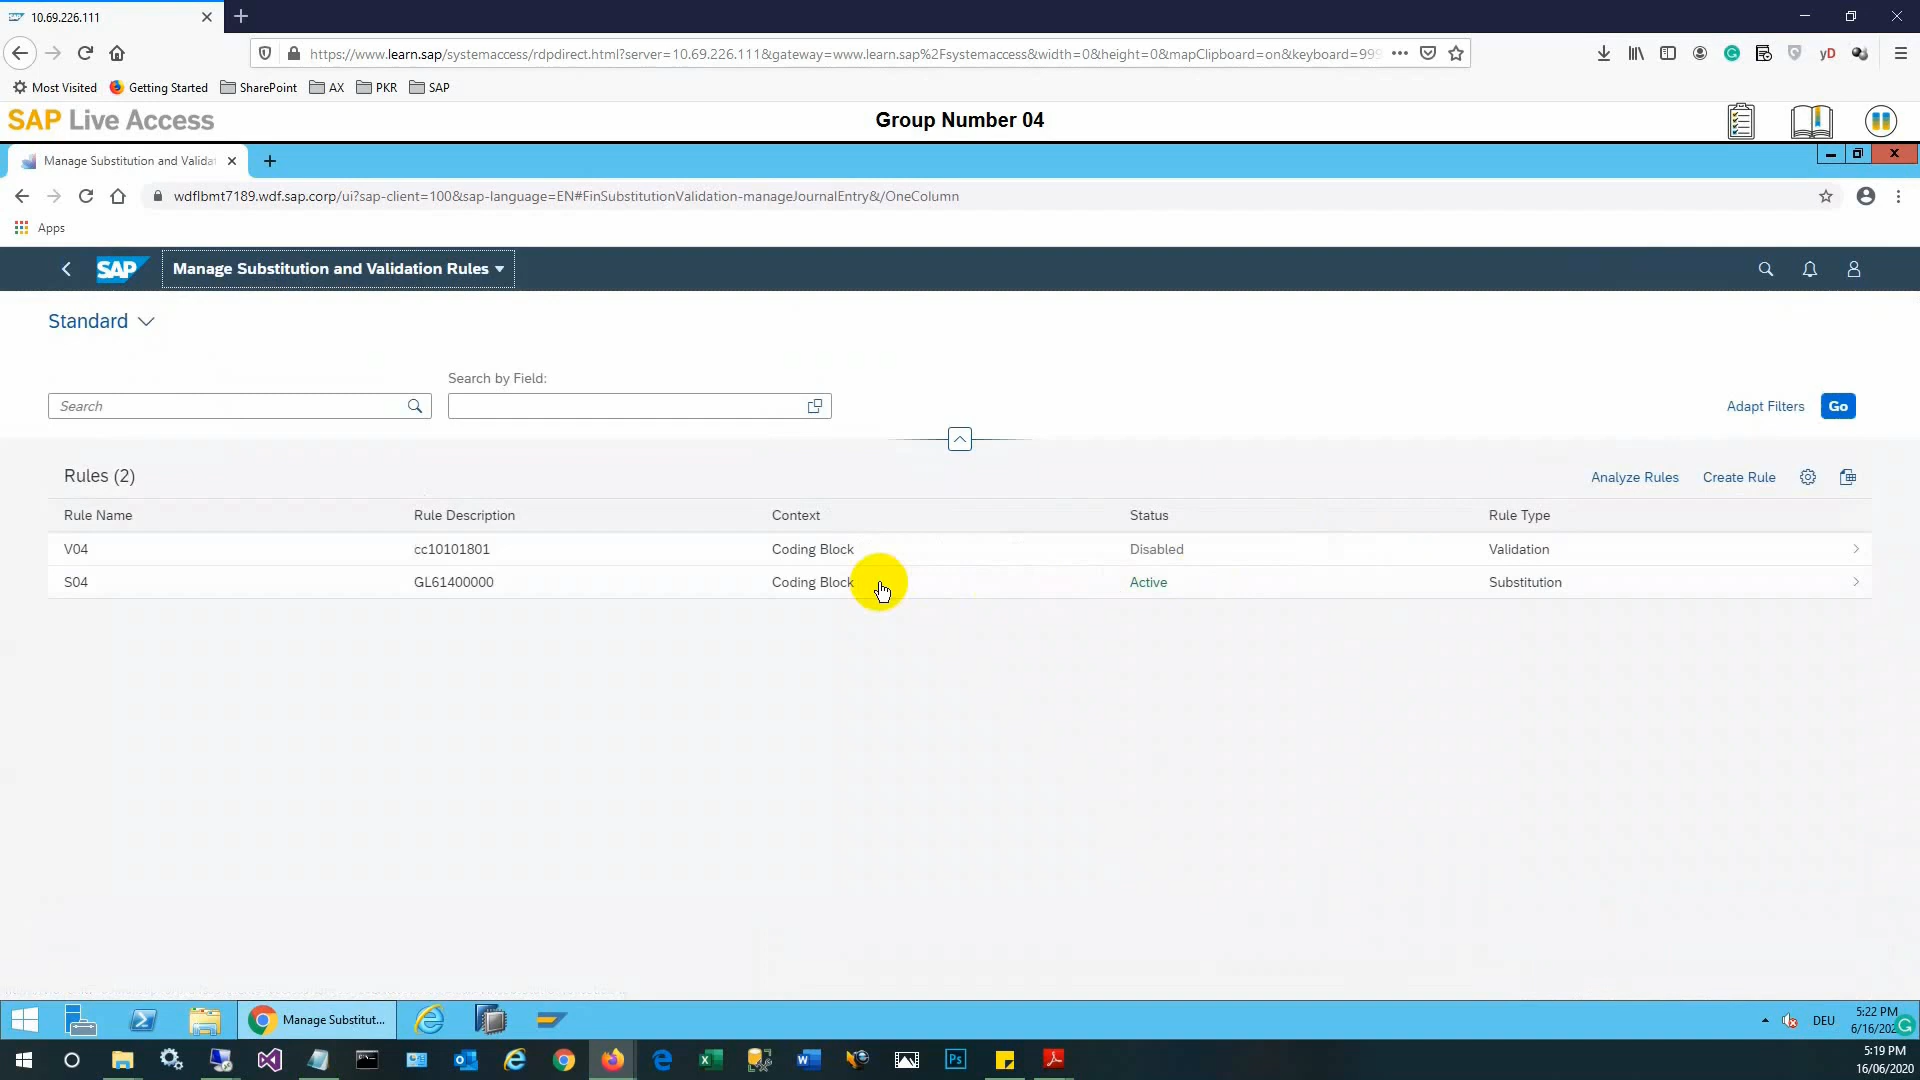 10.69.226.111
https://www.learn.sap/systemaccess/rdpdirect.html?server=10.69.226.111&gateway=www.learn.sap%2Fsystemaccess&width=0&height=0&mapClipboard=on&keyboard=999
yD
Most Visited Getting Started SharePoint AX PKR SAP
SAP Live Access
Group Number 04
Manage Substitution and Validat
wdflbmt7189.wdf.sap.corp/ui?sap-client=100&sap-language=EN#FinSubstitutionValidation-manageJournalEntry&/OneColumn
Apps
SAP Manage Substitution and Validation Rules
Standard
Search by Field:
Search
Adapt Filters Go
Rules (2)
Analyze Rules Create Rule
Rule Name Rule Description Context Status Rule Type
V04 cc10101801 Coding Block Disabled Validation
S04 GL61400000 Coding Block Active Substitution
Manage Substitut...
DEU
5:22 PM
5:19 PM
16/06/2020